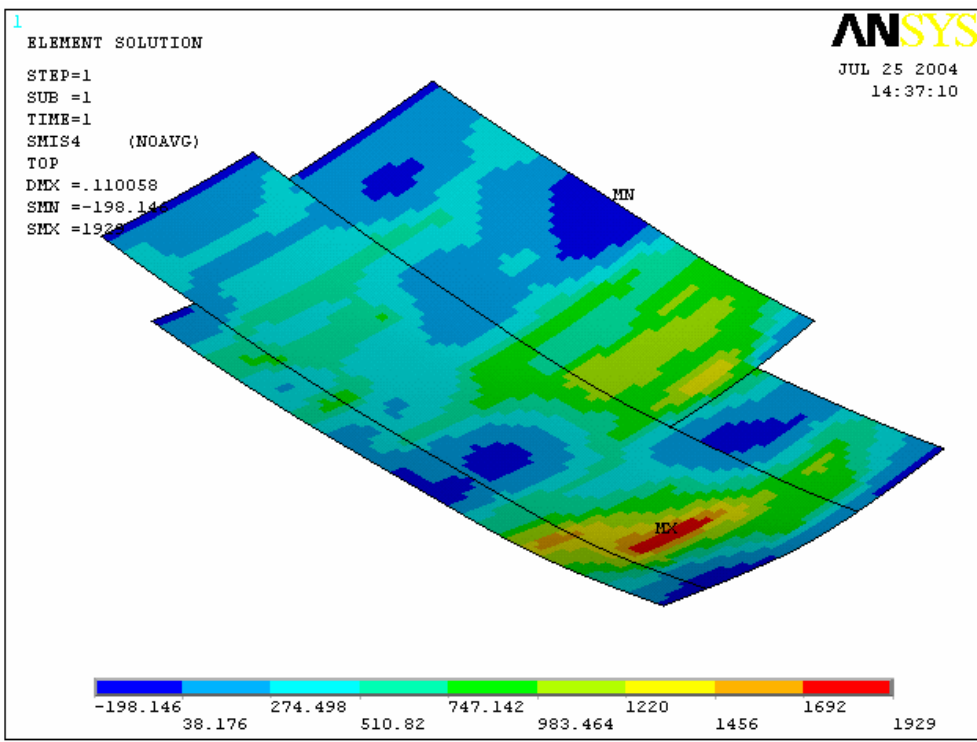 1
ELEMENT SOLUTION
STEP=1
SUB =1
TIME=1
SMIS4 (NOAVG)
TOP
DMX =.110058
SMN =-198.146
SMX =1929
ANSYS
JUL 25 2004
14:37:10
MN
MX
-198.146 274.498 747.142 1220 1692
38.176 510.82 983.464 1456 1929